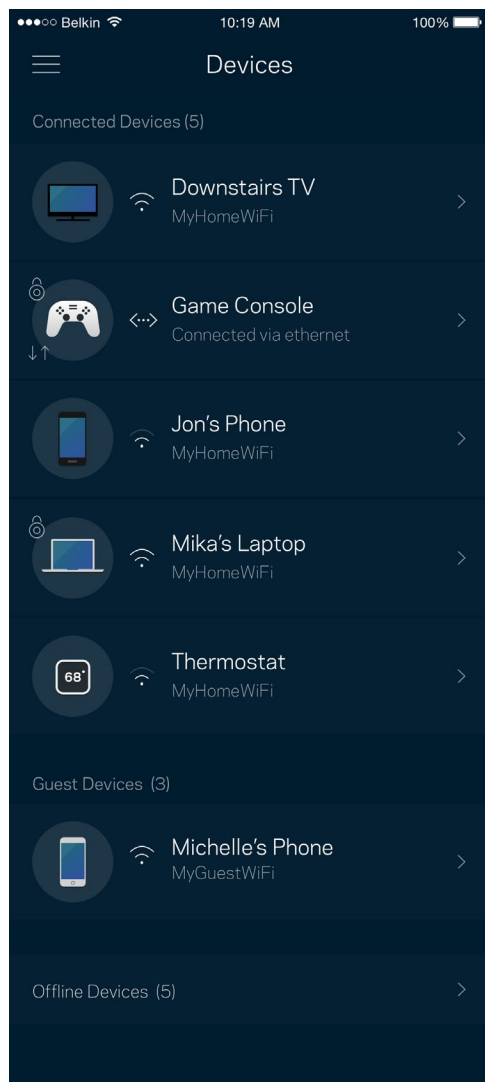 Belkin 10:19 AM 100%
Devices
Connected Devices (5)
Downstairs TV
MyHomeWiFi
Game Console
Connected via ethernet
Jon's Phone
MyHomeWiFi
Mika's Laptop
MyHomeWiFi
68°
Thermostat
MyHomeWiFi
Guest Devices (3)
Michelle's Phone
MyGuestWiFi
Offline Devices (5)